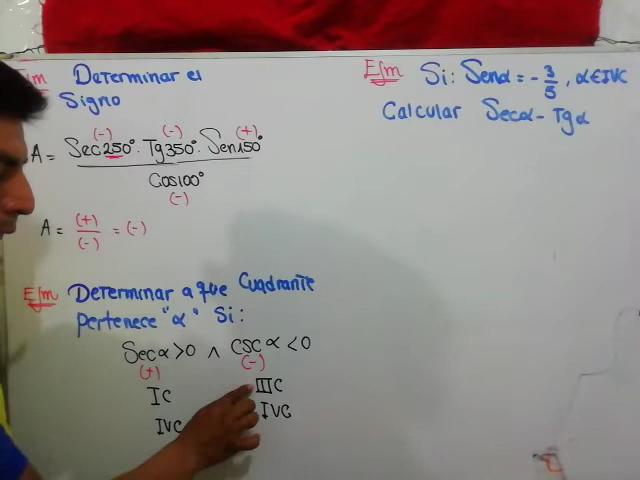 Determinar el
Signo
(-) (-) (+)
A = Sec250°. Tg350°. Sen150°
Cos100°
(-)
A = (+) = (-)
(-)
Ejm Determinar a que Cuadrante
pertenece "α" Si:
Secα>0 ∧ cscα<0
(+) (-)
IC IIIC
IVC IVC
Ejm Si: Senα = - 3/5, α∈IVC
Calcular Secα - Tgα